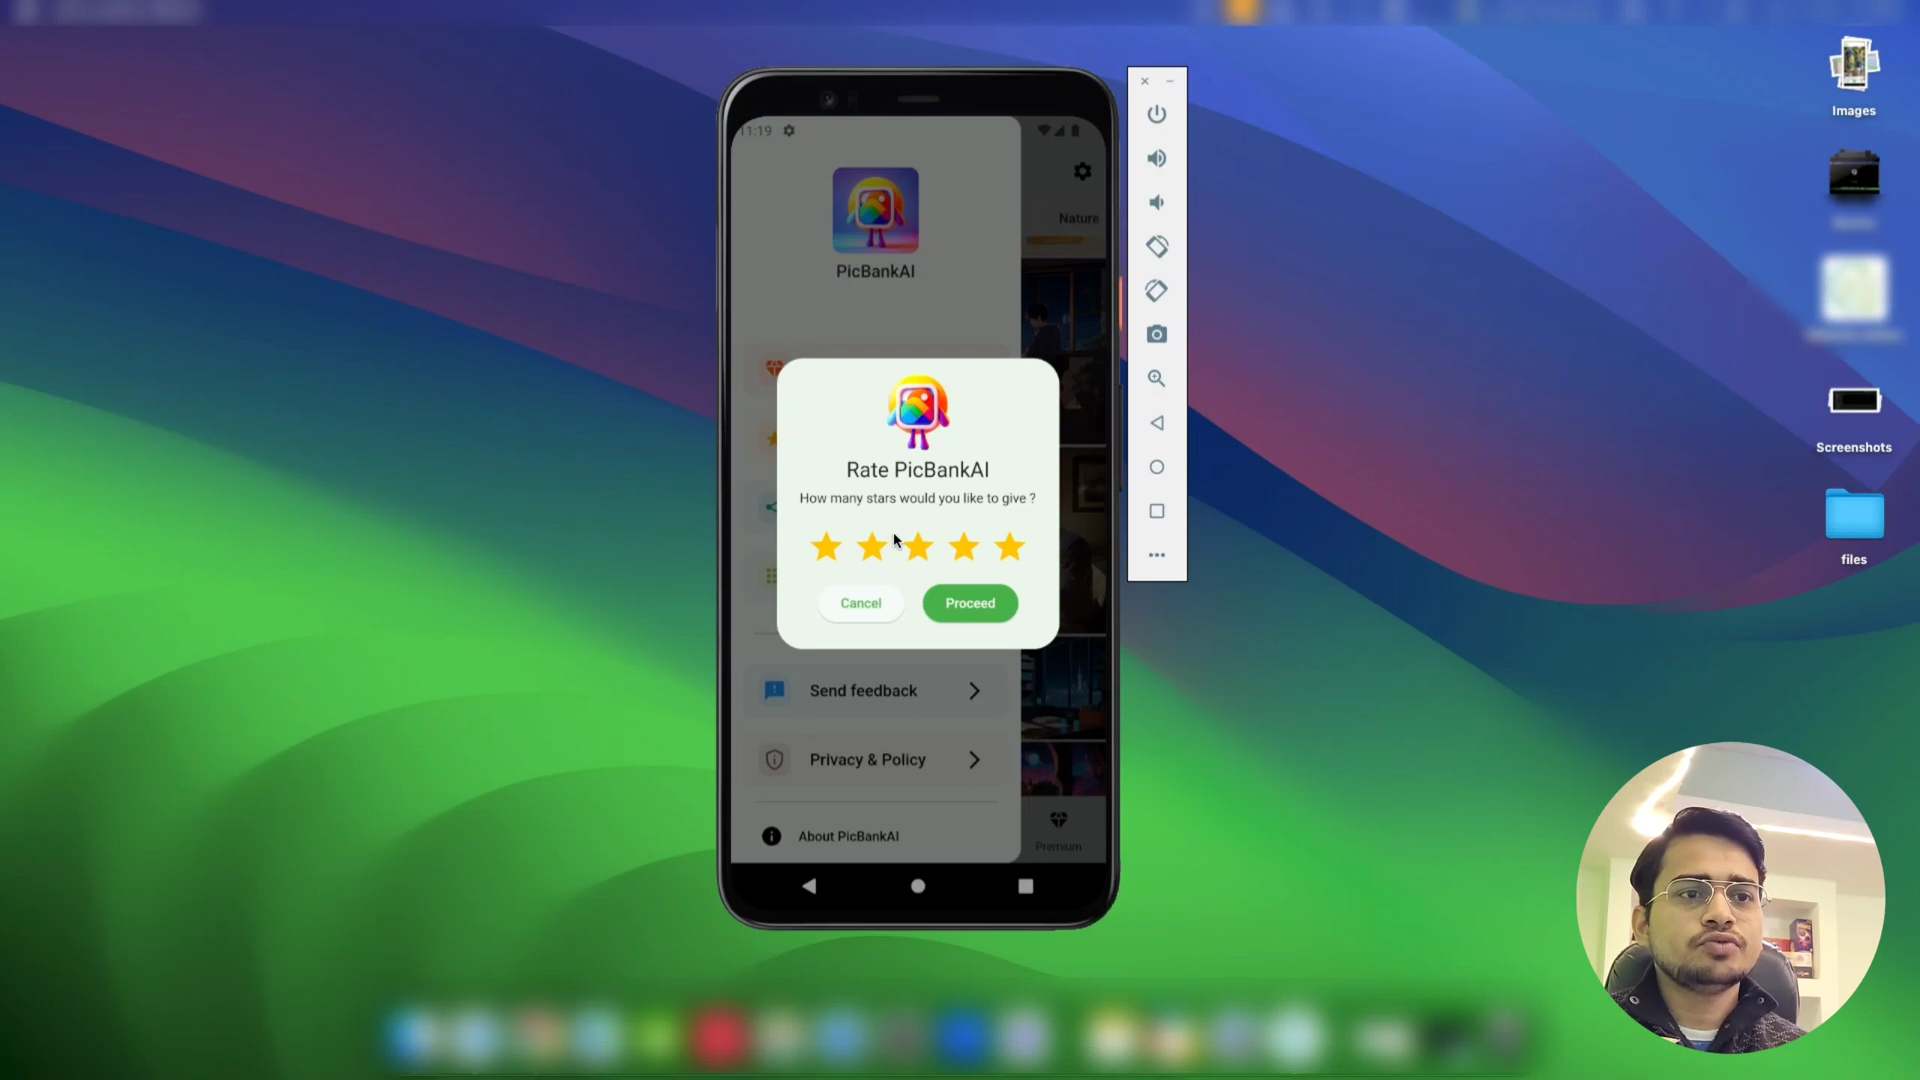 Images
11:19
Nature
PicBankAI
Rate PicBankAI
How many stars would you like to give ?
Cancel
Proceed
Send feedback
Privacy & Policy
About PicBankAI
Premium
Screenshots
files